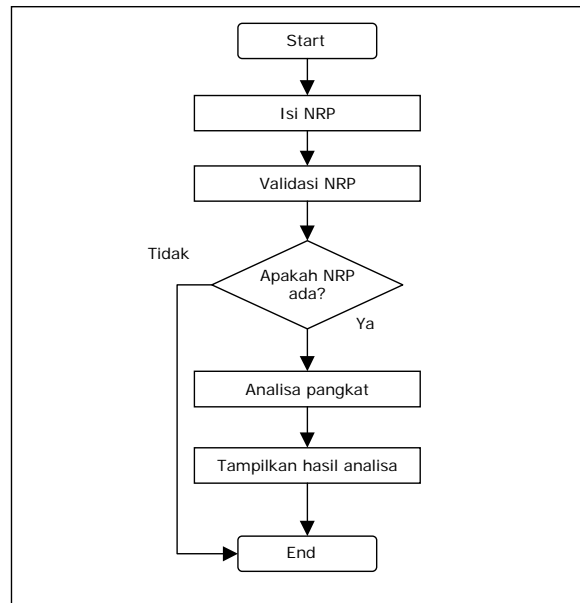 Start
Isi NRP
Validasi NRP
Tidak
Apakah NRP
ada?
Ya
Analisa pangkat
Tampilkan hasil analisa
End